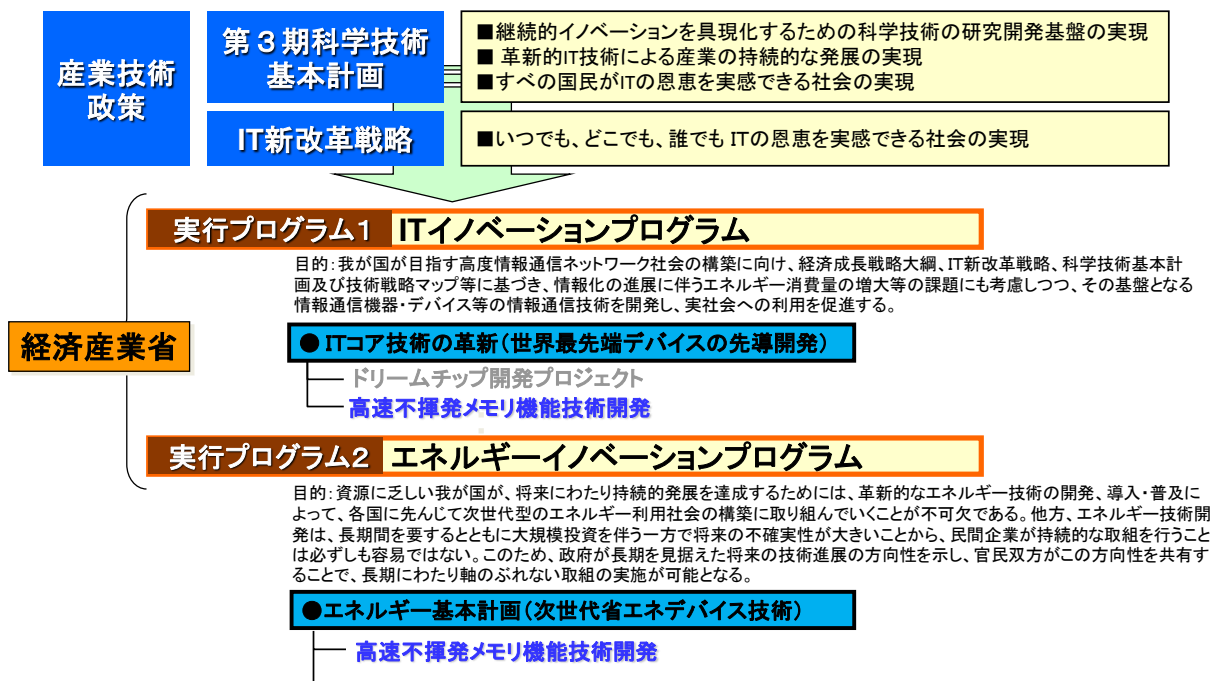 産業技術
政策
第３期科学技術
基本計画
■継続的イノベーションを具現化するための科学技術の研究開発基盤の実現
■ 革新的IT技術による産業の持続的な発展の実現
■すべの国民がITの恩恵を実感できる社会の実現
IT新改革戦略
■いつでも、どこでも、誰でも ITの恩恵を実感できる社会の実現
実行プログラム１ ITイノベーションプログラム
目的：我が国が目指す高度情報通信ネットワーク社会の構築に向け、経済成長戦略大綱、IT新改革戦略、科学技術基本計
画及び技術戦略マップ等に基づき、情報化の進展に伴うエネルギー消費量の増大等の課題にも考慮しつつ、その基盤となる
情報通信機器・デバイス等の情報通信技術を開発し、実社会への利用を促進する。
経済産業省
● ITコア技術の革新（世界最先端デバイスの先導開発）
ドリームチップ開発プロジェクト
高速不揮発メモリ機能技術開発
実行プログラム２ エネルギーイノベーションプログラム
目的：資源に乏しい我が国が、将来にわたり持続的発展を達成するためには、革新的なエネルギー技術の開発、導入・普及に
よって、各国に先んじて次世代型のエネルギー利用社会の構築に取り組んでいくことが不可欠である。他方、エネルギー技術開
発は、長期間を要するとともに大規模投資を伴う一方で将来の不確実性が大きいことから、民間企業が持続的な取組を行うこと
は必ずしも容易ではない。このため、政府が長期を見据えた将来の技術進展の方向性を示し、官民双方がこの方向性を共有す
ることで、長期にわたり軸のぶれない取組の実施が可能となる。
●エネルギー基本計画（次世代省エネデバイス技術）
高速不揮発メモリ機能技術開発